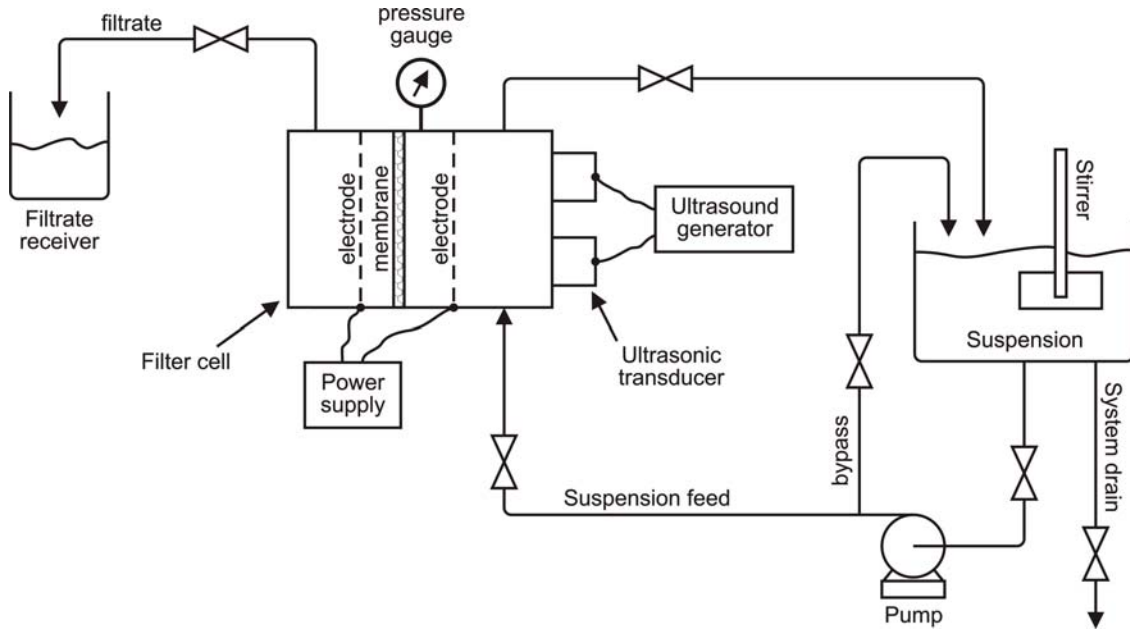 filtrate
pressure
gauge
Filtrate
receiver
electrode
membrane
electrode
Ultrasound
generator
Stirrer
Suspension
Filter cell
Power
supply
Ultrasonic
transducer
bypass
System drain
Suspension feed
Pump